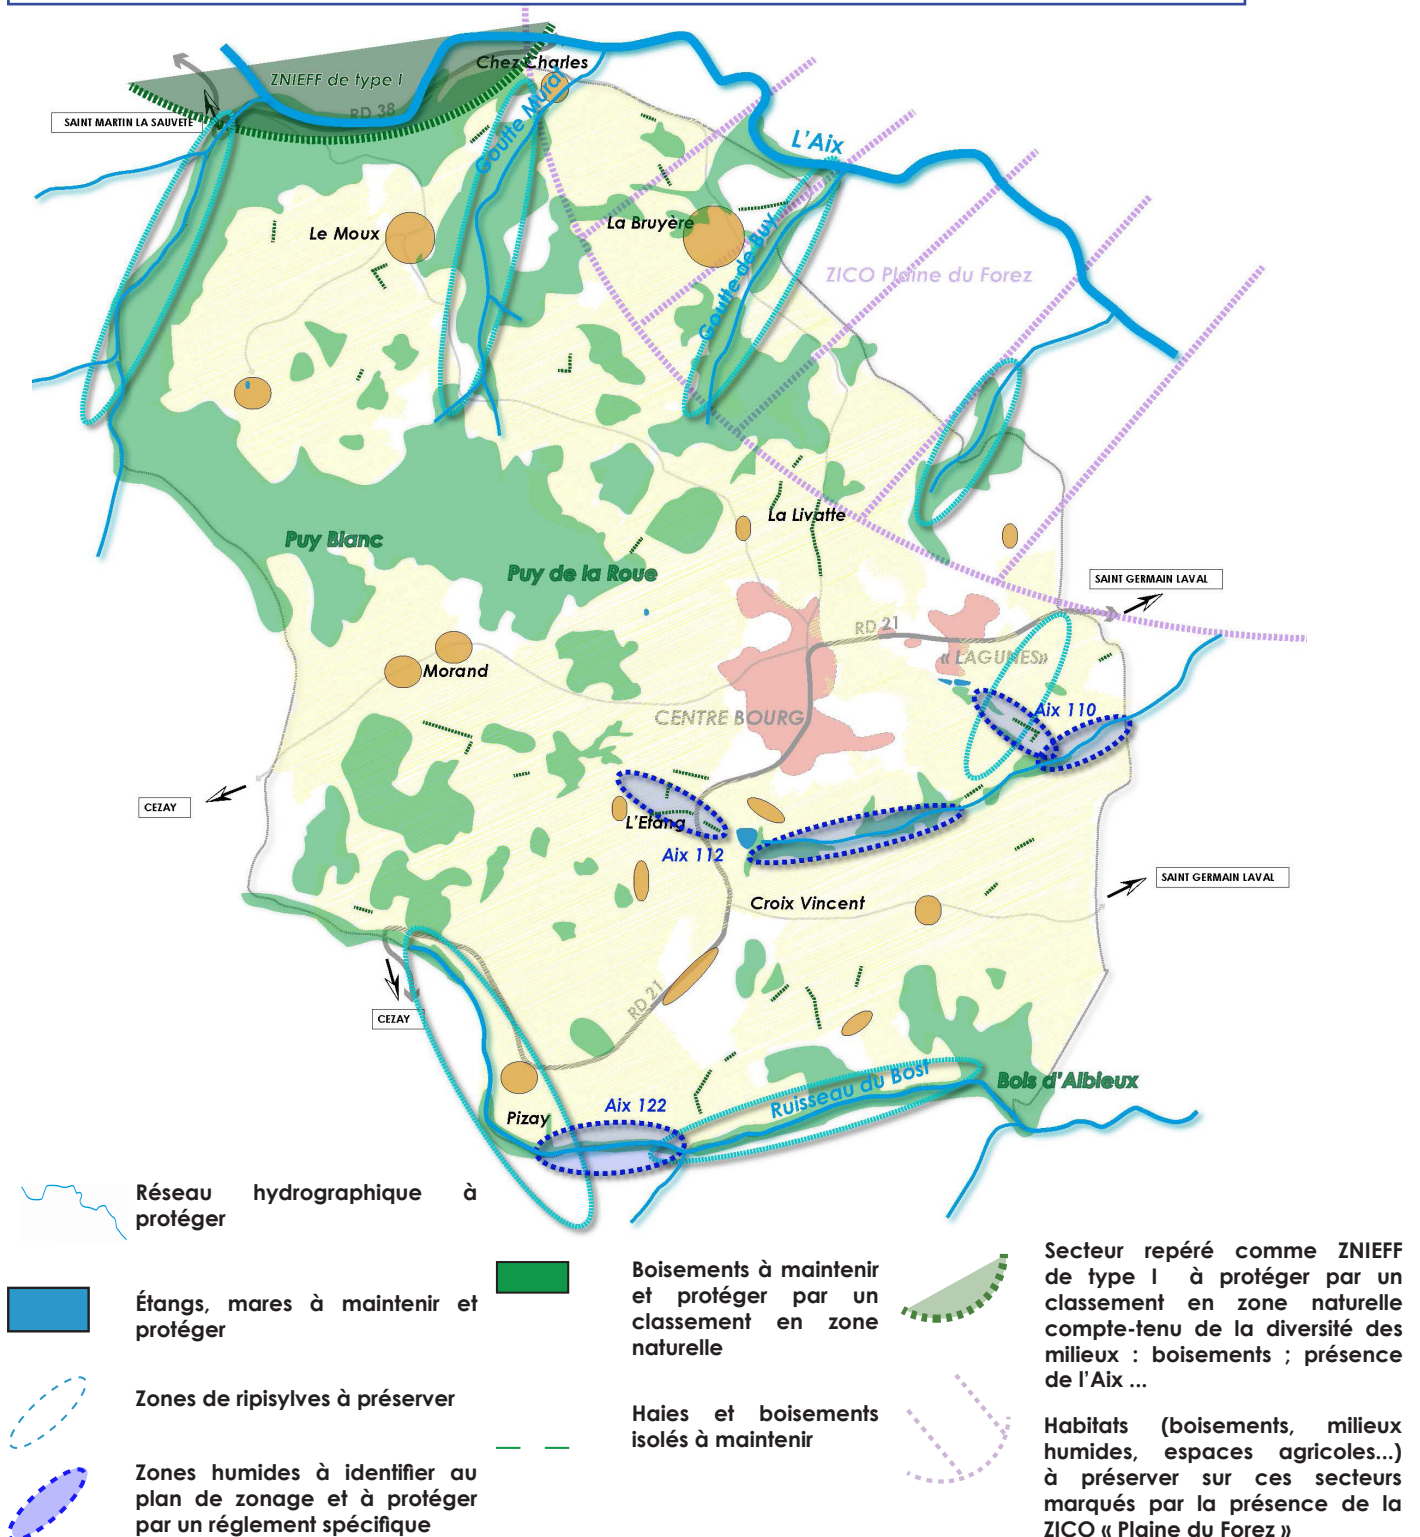 Chez Charles
ZNIEFF de type I
RD 38
SAINT MARTIN LA SAUVETE
Goutte Murat
L'Aix
Le Moux
La Bruyère
Goutte de Buy
ZICO Plaine du Forez
La Livatte
Puy Blanc
Puy de la Roue
SAINT GERMAIN LAVAL
RD 21
« LAGUNES»
Morand
CENTRE BOURG
Aix 110
CEZAY
L'Etang
Aix 112
SAINT GERMAIN LAVAL
Croix Vincent
RD 21
CEZAY
Bois d'Albieux
Ruisseau du Bost
Aix 122
Pizay
Réseau hydrographique à
protéger
Étangs, mares à maintenir et
protéger
Zones de ripisylves à préserver
Zones humides à identifier au
plan de zonage et à protéger
par un réglement spécifique
Boisements à maintenir
et protéger par un
classement en zone
naturelle
Haies et boisements
isolés à maintenir
Secteur repéré comme ZNIEFF
de type I à protéger par un
classement en zone naturelle
compte-tenu de la diversité des
milieux : boisements ; présence
de l'Aix ...
Habitats (boisements, milieux
humides, espaces agricoles...)
à préserver sur ces secteurs
marqués par la présence de la
ZICO « Plaine du Forez »